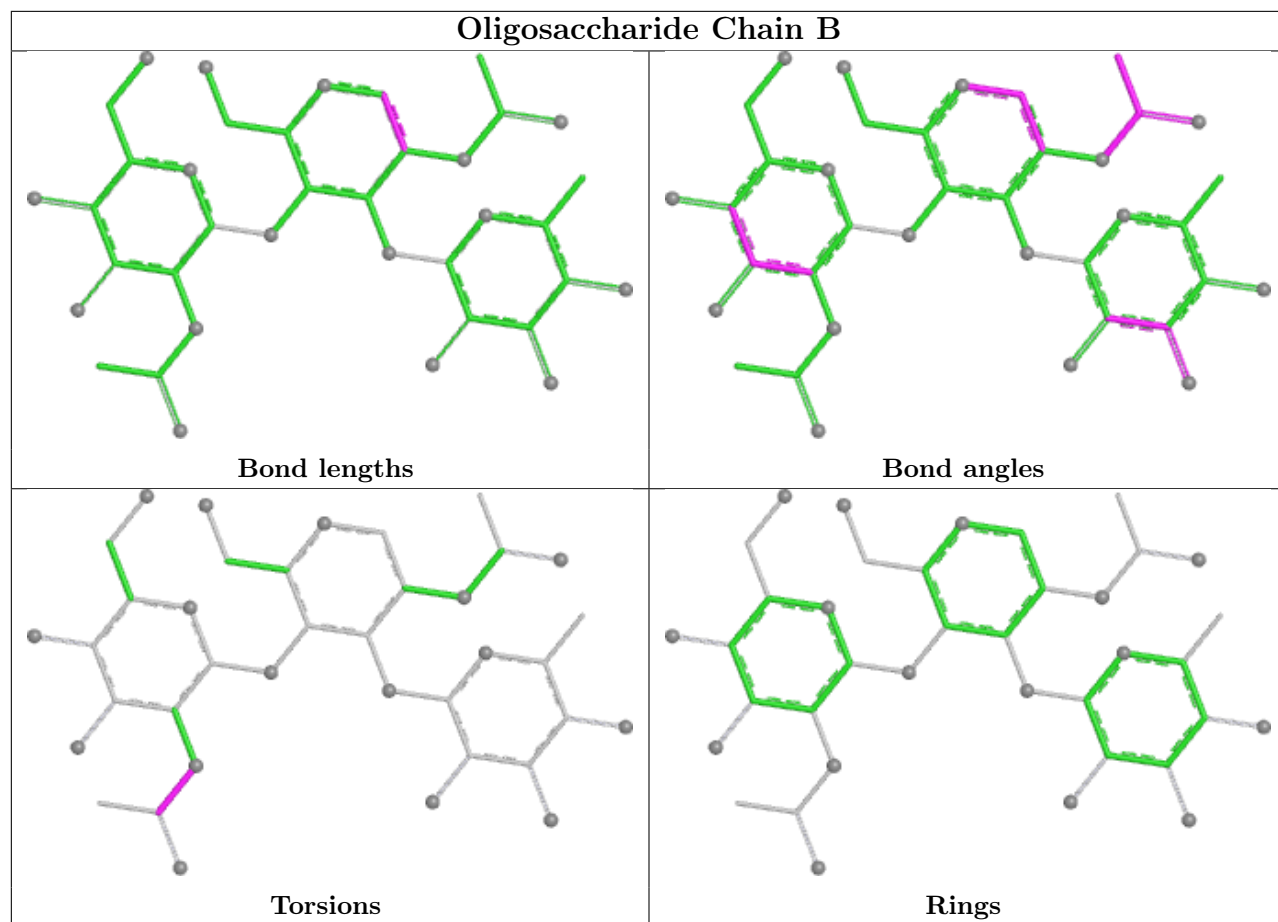 Oligosaccharide Chain B
Bond lengths
Bond angles
Torsions
Rings